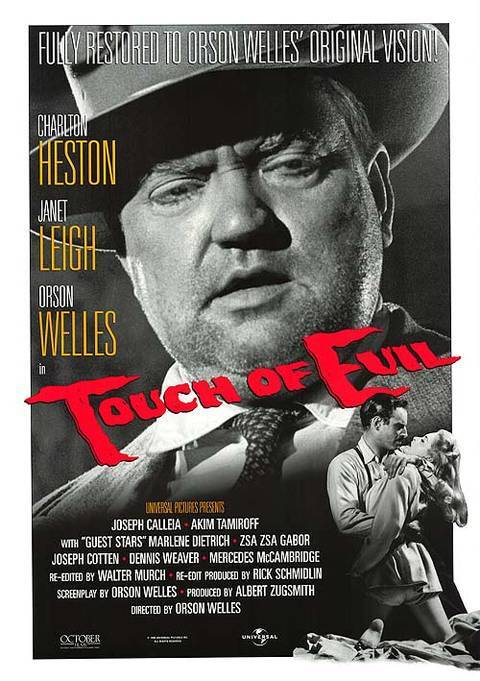 FULLY RESTORED TO ORSON WELLES' ORIGINAL VISION!
CHARLTON
HESTON
JANET
LEIGH
ORSON
WELLES
in
TOUCH OF EVIL
UNIVERSAL PICTURES PRESENTS
JOSEPH CALLEIA • AKIM TAMIROFF
WITH "GUEST STARS" MARLENE DIETRICH • ZSA ZSA GABOR
JOSEPH COTTEN • DENNIS WEAVER • MERCEDES McCAMBRIDGE
RE-EDITED BY WALTER MURCH • RE-EDIT PRODUCED BY RICK SCHMIDLIN
SCREENPLAY BY ORSON WELLES • PRODUCED BY ALBERT ZUGSMITH
DIRECTED BY ORSON WELLES
OCTOBER
FILMS
UNIVERSAL